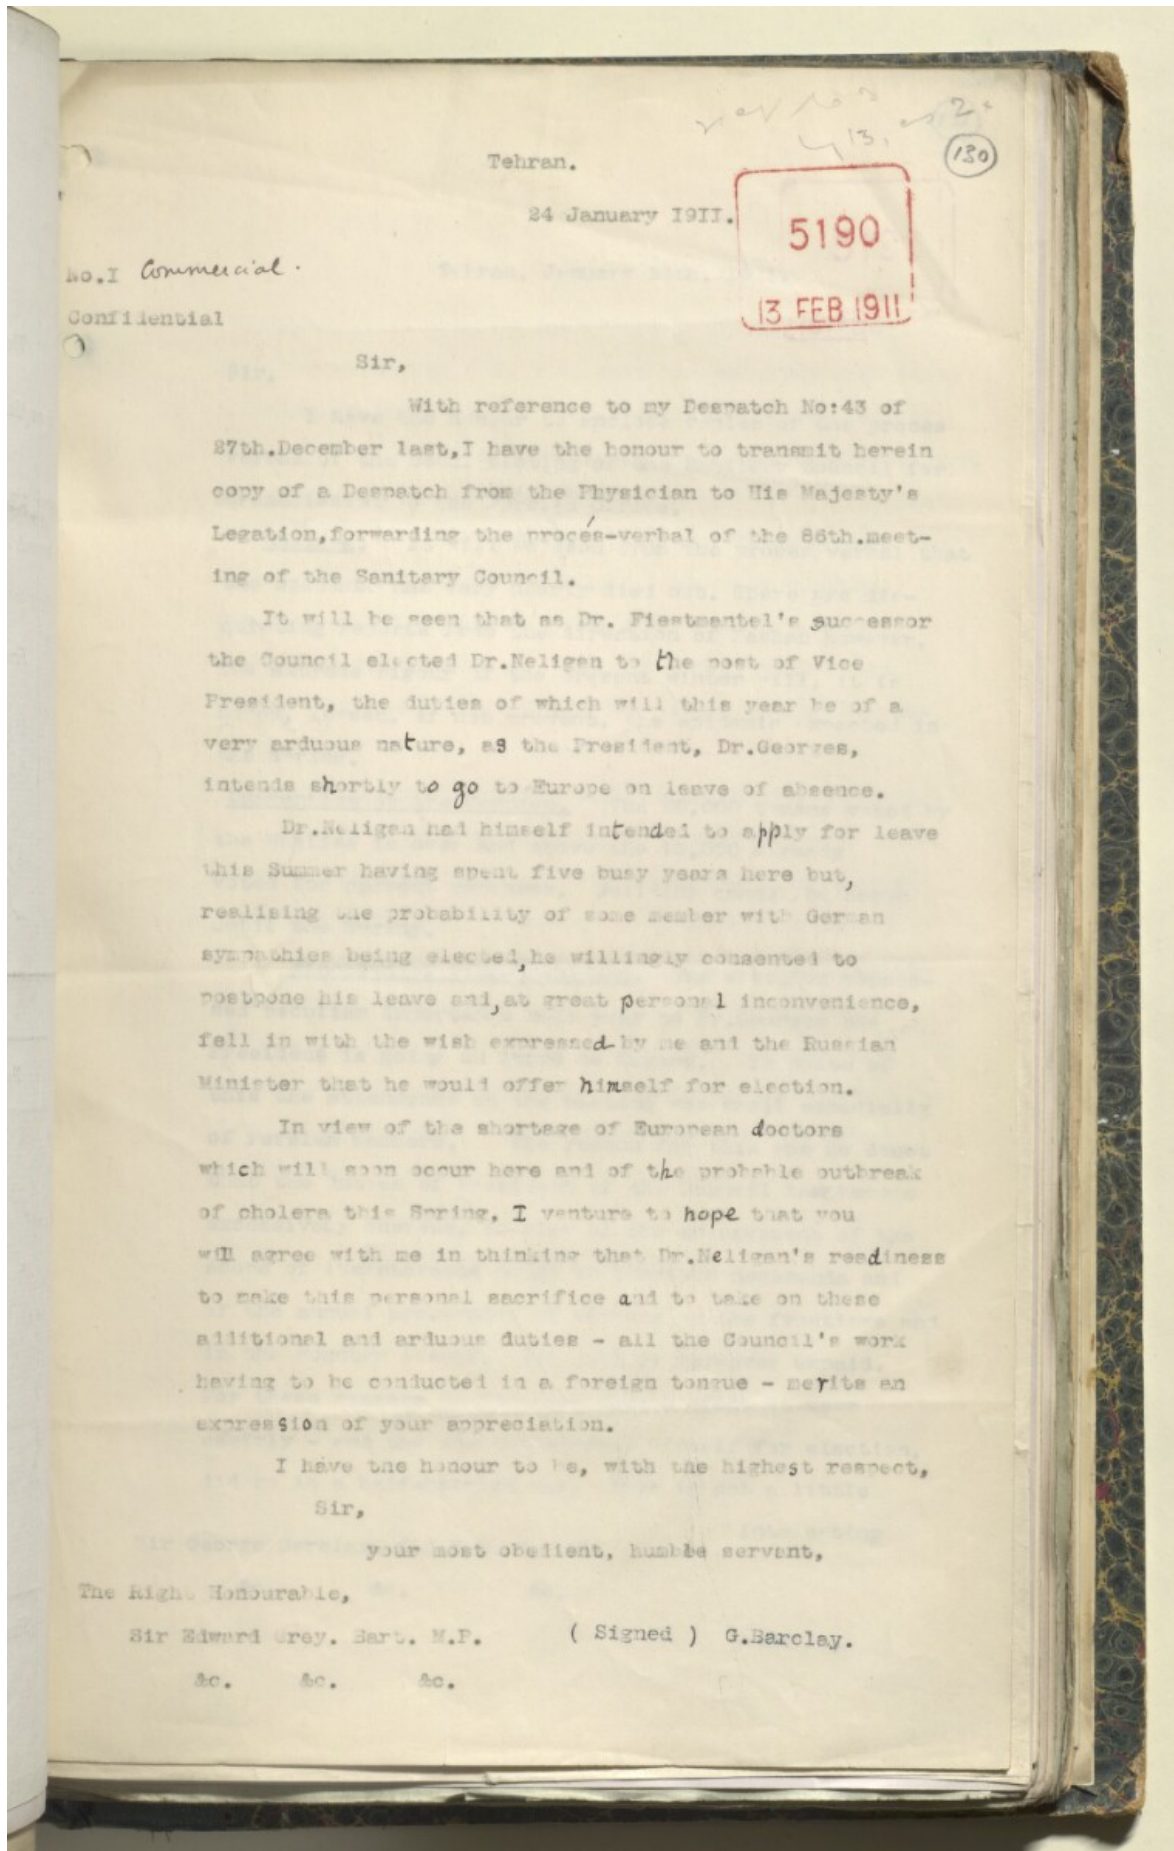 2.
13.
130
Tehran.
24 January 1911.
5190
13 FEB 1911
No.I Commercial.
Confidential
Sir,
With reference to my Despatch No:43 of
27th.December last,I have the honour to transmit herein
copy of a Despatch from the Physician to His Majesty's
Legation,forwarding the procés-verbal of the 86th.meet-
ing of the Sanitary Council.
It will be seen that as Dr. Fiestmantel's successor
the Council elected Dr.Neligan to the post of Vice
President, the duties of which will this year be of a
very arduous nature, as the President, Dr.Georges,
intends shortly to go to Europe on leave of absence.
Dr.Neligan had himself intended to apply for leave
this Summer having spent five busy years here but,
realising the probability of some member with German
sympathies being elected,he willingly consented to
postpone his leave and,at great personal inconvenience,
fell in with the wish expressed by me and the Russian
Minister that he would offer himself for election.
In view of the shortage of European doctors
which will soon occur here and of the probable outbreak
of cholera this Spring, I venture to hope that you
will agree with me in thinking that Dr.Neligan's readiness
to make this personal sacrifice and to take on these
additional and arduous duties - all the Council's work
having to be conducted in a foreign tongue - merits an
expression of your appreciation.
I have the honour to be, with the highest respect,
Sir,
your most obedient, humble servant,
The Right Honourable,
Sir Edward Grey. Bart. M.P. ( Signed ) G.Barclay.
&c. &c. &c.